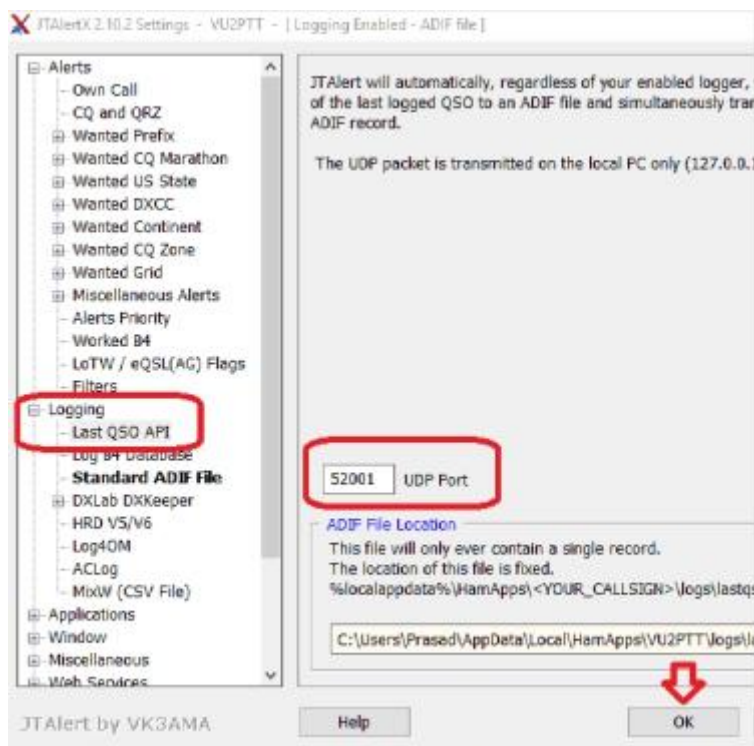 JTAlertX 2.10.2 Settings - VU2PTT - [ Logging Enabled - ADIF file ]
Alerts
Own Call
CQ and QRZ
Wanted Prefix
Wanted CQ Marathon
Wanted US State
Wanted DXCC
Wanted Continent
Wanted CQ Zone
Wanted Grid
Miscellaneous Alerts
Alerts Priority
Worked B4
LoTW / eQSL(AG) Flags
Filters
Logging
Last QSO API
Log B4 Database
Standard ADIF File
DXLab DXKeeper
HRD V5/V6
Log4OM
ACLog
MixW (CSV File)
Applications
Window
Miscellaneous
Web Services
JTAlert will automatically, regardless of your enabled logger,
of the last logged QSO to an ADIF file and simultaneously tran
ADIF record.
The UDP packet is transmitted on the local PC only (127.0.0.1
52001 UDP Port
ADIF File Location
This file will only ever contain a single record.
The location of this file is fixed.
%localappdata%\HamApps\<YOUR_CALLSIGN>\logs\lastqs
C:\Users\Prasad\AppData\Local\HamApps\VU2PTT\logs\la
JTAlert by VK3AMA
Help
OK